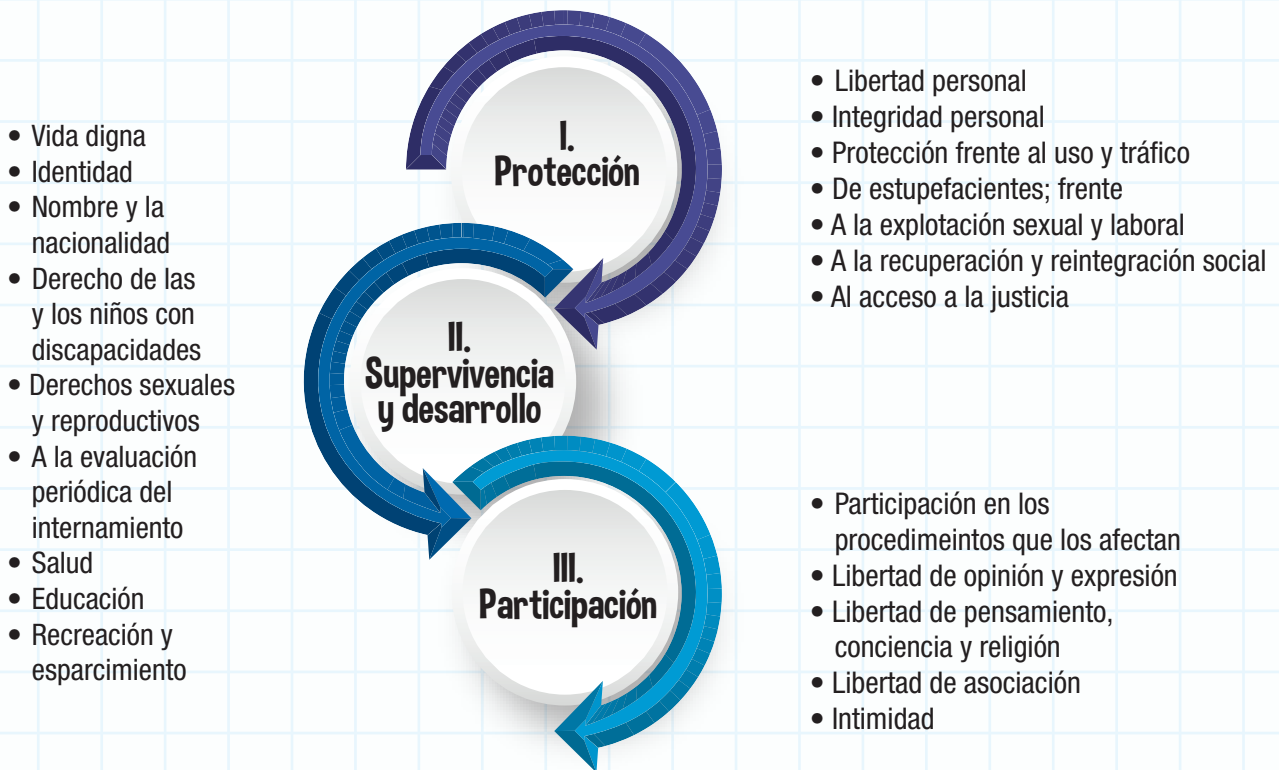 I.
Protección
• Libertad personal
• Integridad personal
• Protección frente al uso y tráfico
• De estupefacientes; frente
• A la explotación sexual y laboral
• A la recuperación y reintegración social
• Al acceso a la justicia
II.
Supervivencia
y desarrollo
• Vida digna
• Identidad
• Nombre y la
nacionalidad
• Derecho de las
y los niños con
discapacidades
• Derechos sexuales
y reproductivos
• A la evaluación
periódica del
internamiento
• Salud
• Educación
• Recreación y
esparcimiento
III.
Participación
• Participación en los
procedimeintos que los afectan
• Libertad de opinión y expresión
• Libertad de pensamiento,
conciencia y religión
• Libertad de asociación
• Intimidad